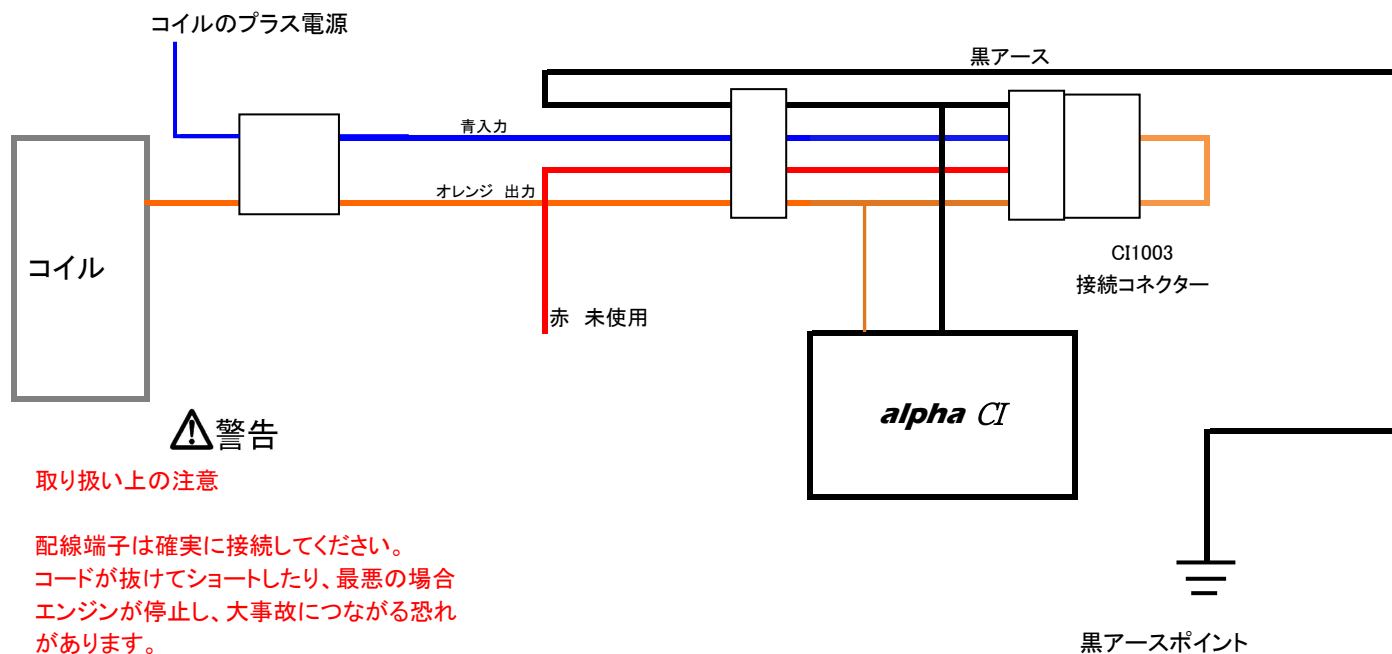 コイルのプラス電源
黒アース
青入力
オレンジ 出力
コイル
CI1003
接続コネクター
赤 未使用
alpha CI
警告
取り扱い上の注意
配線端子は確実に接続してください。
コードが抜けてショートしたり、最悪の場合
エンジンが停止し、大事故につながる恐れ
があります。
黒アースポイント